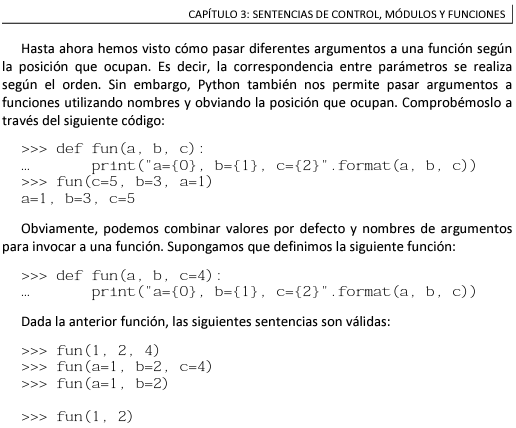 CAPÍTULO 3: SENTENCIAS DE CONTROL, MÓDULOS Y FUNCIONES
Hasta ahora hemos visto cómo pasar diferentes argumentos a una función según
la posición que ocupan. Es decir, la correspondencia entre parámetros se realiza
según el orden. Sin embargo, Python también nos permite pasar argumentos a
funciones utilizando nombres y obviando la posición que ocupan. Comprobémoslo a
través del siguiente código:
>>> def fun(a, b, c):
...     print("a={0}, b={1}, c={2}".format(a, b, c))
>>> fun(c=5, b=3, a=1)
a=1, b=3, c=5
Obviamente, podemos combinar valores por defecto y nombres de argumentos
para invocar a una función. Supongamos que definimos la siguiente función:
>>> def fun(a, b, c=4):
...     print("a={0}, b={1}, c={2}".format(a, b, c))
Dada la anterior función, las siguientes sentencias son válidas:
>>> fun(1, 2, 4)
>>> fun(a=1, b=2, c=4)
>>> fun(a=1, b=2)
>>> fun(1, 2)